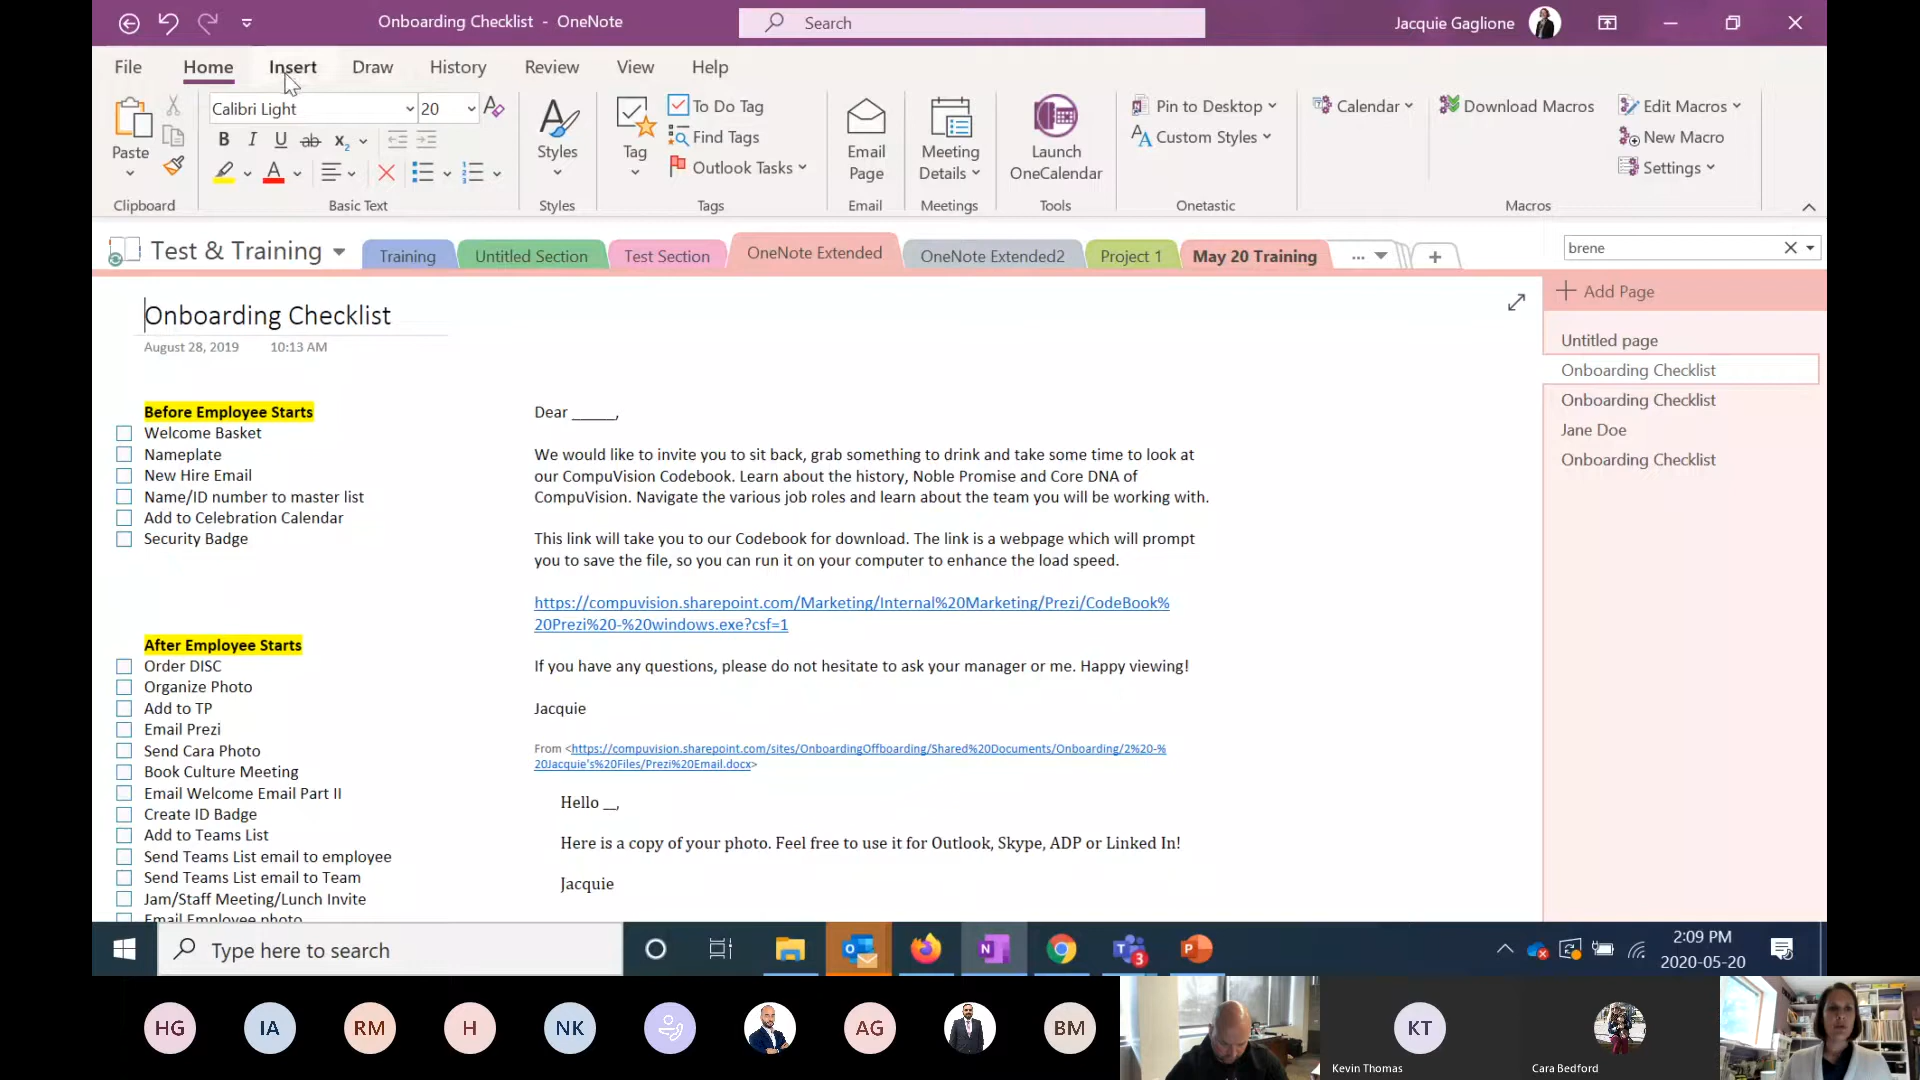 Onboarding Checklist - OneNote
Search
Jacquie Gaglione
File Home Insert Draw History Review View Help
Paste
Clipboard
Calibri Light 20
Basic Text
Styles
Styles
Tag
To Do Tag
Find Tags
Outlook Tasks
Tags
Email Page
Email
Meeting Details
Meetings
Launch OneCalendar
Tools
Pin to Desktop
Custom Styles
Onetastic
Calendar
Download Macros
Edit Macros
New Macro
Settings
Macros
Test & Training
Training
Untitled Section
Test Section
OneNote Extended
OneNote Extended2
Project 1
May 20 Training
...
brene
Add Page
Untitled page
Onboarding Checklist
Onboarding Checklist
Jane Doe
Onboarding Checklist
Onboarding Checklist
August 28, 2019 10:13 AM
Before Employee Starts
Welcome Basket
Nameplate
New Hire Email
Name/ID number to master list
Add to Celebration Calendar
Security Badge
After Employee Starts
Order DISC
Organize Photo
Add to TP
Email Prezi
Send Cara Photo
Book Culture Meeting
Email Welcome Email Part II
Create ID Badge
Add to Teams List
Send Teams List email to employee
Send Teams List email to Team
Jam/Staff Meeting/Lunch Invite
Email Employee photo
Dear ______,
We would like to invite you to sit back, grab something to drink and take some time to look at
our CompuVision Codebook. Learn about the history, Noble Promise and Core DNA of
CompuVision. Navigate the various job roles and learn about the team you will be working with.
This link will take you to our Codebook for download. The link is a webpage which will prompt
you to save the file, so you can run it on your computer to enhance the load speed.
https://compuvision.sharepoint.com/Marketing/Internal%20Marketing/Prezi/CodeBook%
20Prezi%20-%20windows.exe?csf=1
If you have any questions, please do not hesitate to ask your manager or me. Happy viewing!
Jacquie
From <https://compuvision.sharepoint.com/sites/OnboardingOffboarding/Shared%20Documents/Onboarding/2%20-%
20Jacquie's%20Files/Prezi%20Email.docx>
Hello __,
Here is a copy of your photo. Feel free to use it for Outlook, Skype, ADP or Linked In!
Jacquie
Type here to search
3
2:09 PM
2020-05-20
HG IA RM H NK AG BM KT
Kevin Thomas
Cara Bedford